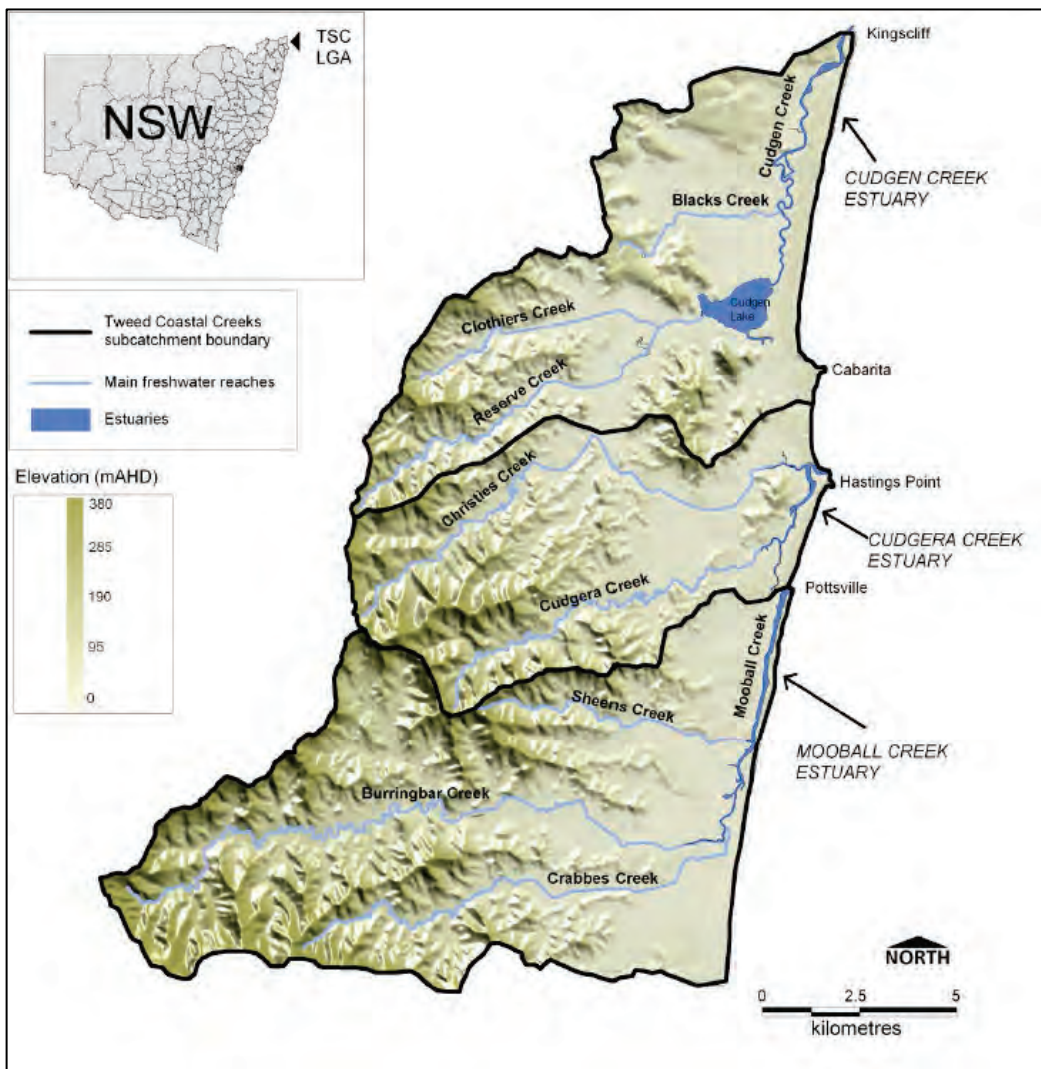 TSC
LGA
NSW
Tweed Coastal Creeks
subcatchment boundary
Main freshwater reaches
Estuaries
Elevation (mAHD)
380
285
190
95
0
Kingscliff
Cudgen Creek
CUDGEN CREEK
ESTUARY
Blacks Creek
Cudgen
Lake
Clothiers Creek
Reserve Creek
Cabarita
Christies Creek
Hastings Point
CUDGERA CREEK
ESTUARY
Cudgera Creek
Pottsville
Mooball Creek
Sheens Creek
MOOBALL CREEK
ESTUARY
Burringbar Creek
Crabbes Creek
NORTH
0 2.5 5
kilometres